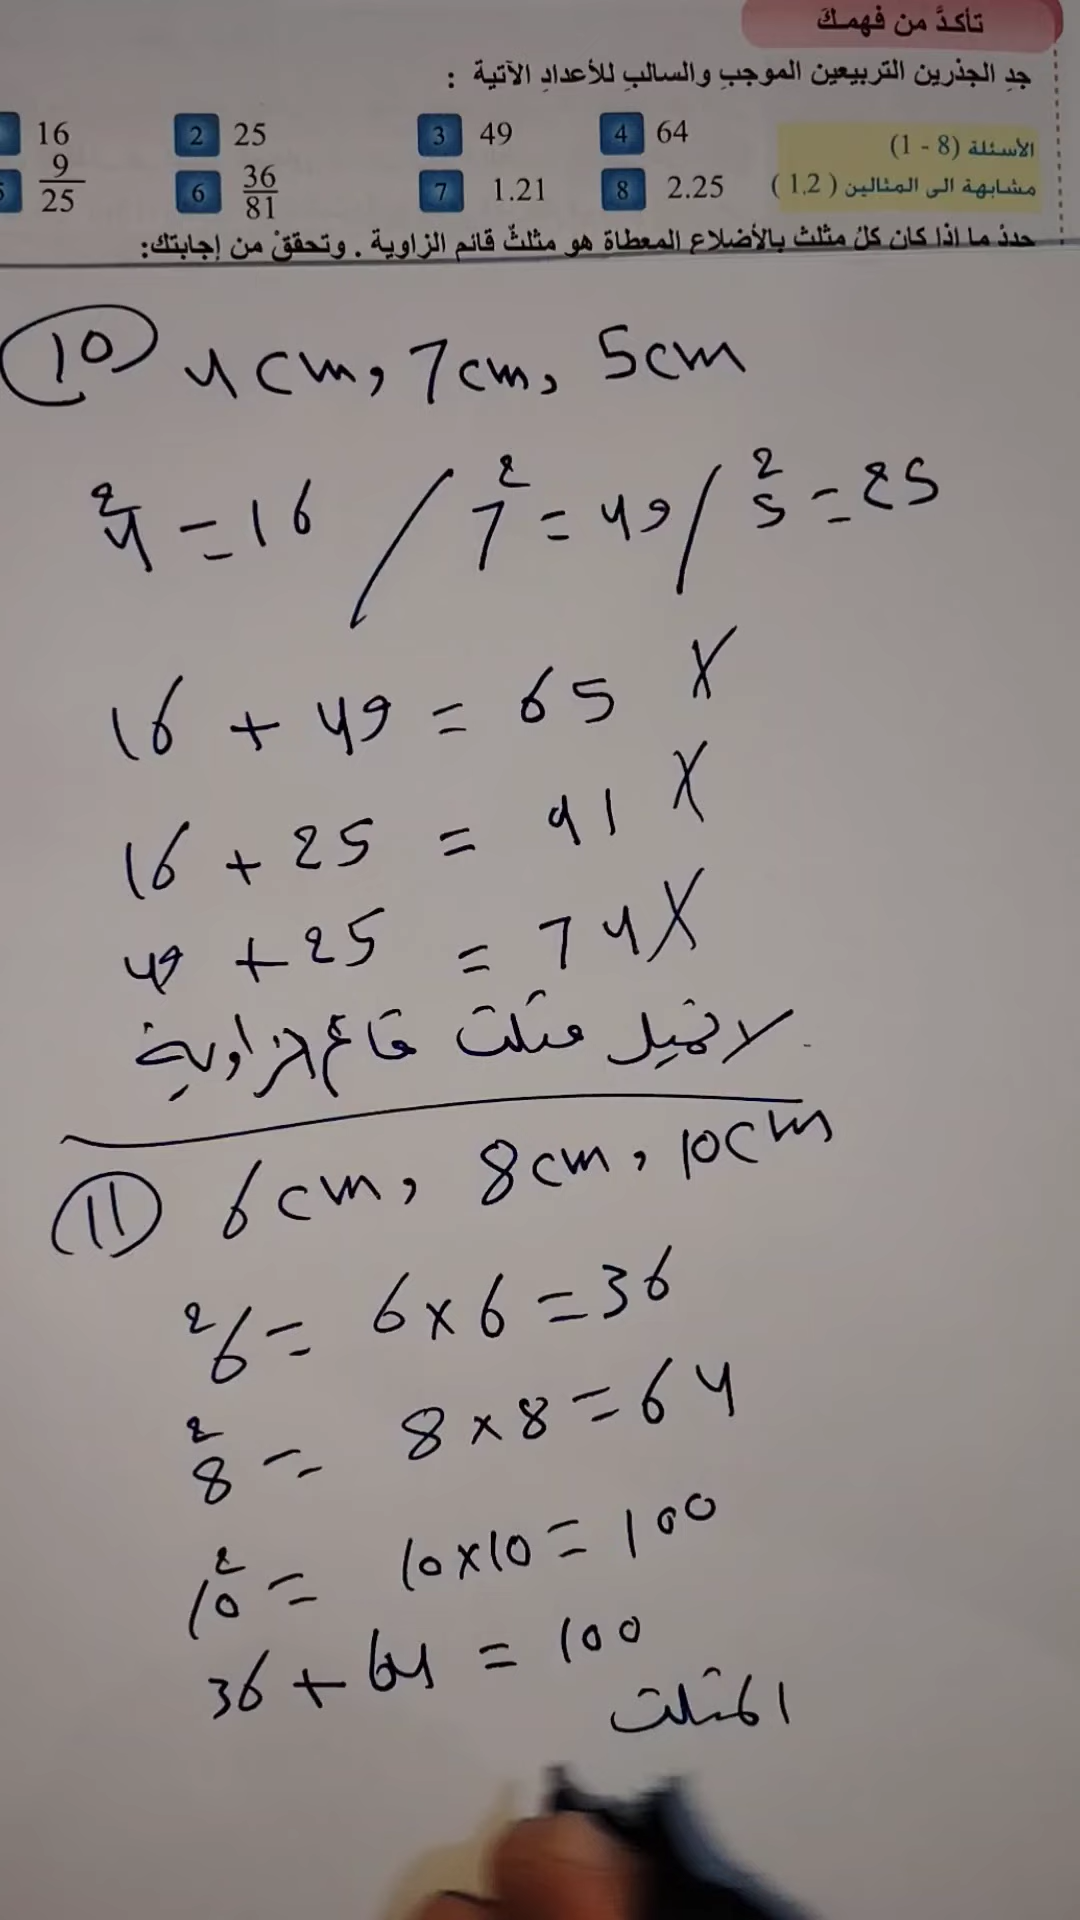 تأكدَّ من فهمكَ
جدِ الجذرين التربيعين الموجبِ والسالبِ للأعدادِ الآتية :
16 2 25 3 49 4 64
الأسئلة (8 - 1)
9/25 6 36/81 7 1.21 8 2.25
مشابهة الى المثالين (1,2 )
حددْ ما اذا كان كلْ مثلث بالأضلاع المعطاة هو مثلثٌ قائم الزاوية . وتحققْ من إجابتك:
10 4cm, 7cm, 5cm
4² = 16 / 7² = 49 / 5² = 25
16 + 49 = 65 X
16 + 25 = 41 X
49 + 25 = 74 X
لا تميل مثلث قائم الزاوية
11 6cm, 8cm, 10cm
6² = 6 x 6 = 36
8² = 8 x 8 = 64
10² = 10x10 = 100
36 + 64 = 100
المثلث